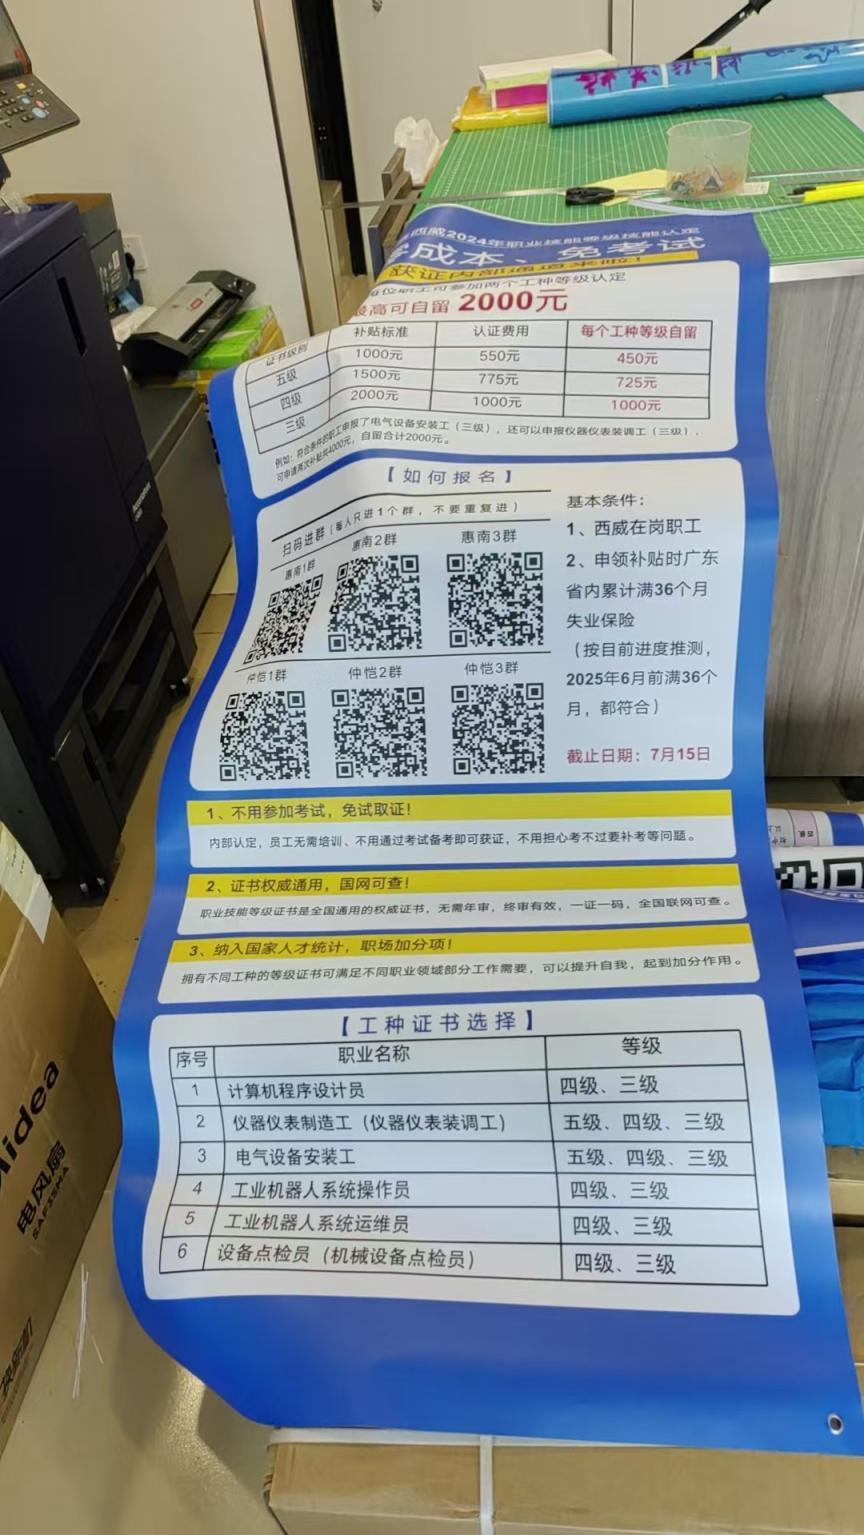 西威2024年职业技能等级技能认定
成本、免考试
获证内部通道来啦！
每位职工可参加两个工种等级认定
最高可自留 2000元
证书级别 补贴标准 认证费用 每个工种等级自留
五级 1000元 550元 450元
四级 1500元 775元 725元
三级 2000元 1000元 1000元
例如：符合条件的职工申报了电气设备安装工（三级），还可以申报仪器仪表装调工（三级），
可申请两次补贴共4000元，自留合计2000元。
【如何报名】
扫码进群（每人只进1个群，不要重复进）
惠南1群 惠南2群 惠南3群
仲恺1群 仲恺2群 仲恺3群
基本条件：
1、西威在岗职工
2、申领补贴时广东
省内累计满36个月
失业保险
（按目前进度推测，
2025年6月前满36个
月，都符合）
截止日期：7月15日
1、不用参加考试，免试取证！
内部认定，员工无需培训、不用通过考试备考即可获证，不用担心考不过要补考等问题。
2、证书权威通用，国网可查！
职业技能等级证书是全国通用的权威证书，无需年审，终审有效，一证一码，全国联网可查。
3、纳入国家人才统计，职场加分项！
拥有不同工种的等级证书可满足不同职业领域部分工作需要，可以提升自我，起到加分作用。
【工种证书选择】
序号 职业名称 等级
1 计算机程序设计员 四级、三级
2 仪器仪表制造工（仪器仪表装调工） 五级、四级、三级
3 电气设备安装工 五级、四级、三级
4 工业机器人系统操作员 四级、三级
5 工业机器人系统运维员 四级、三级
6 设备点检员（机械设备点检员） 四级、三级
Midea
电风扇
SAF35MA